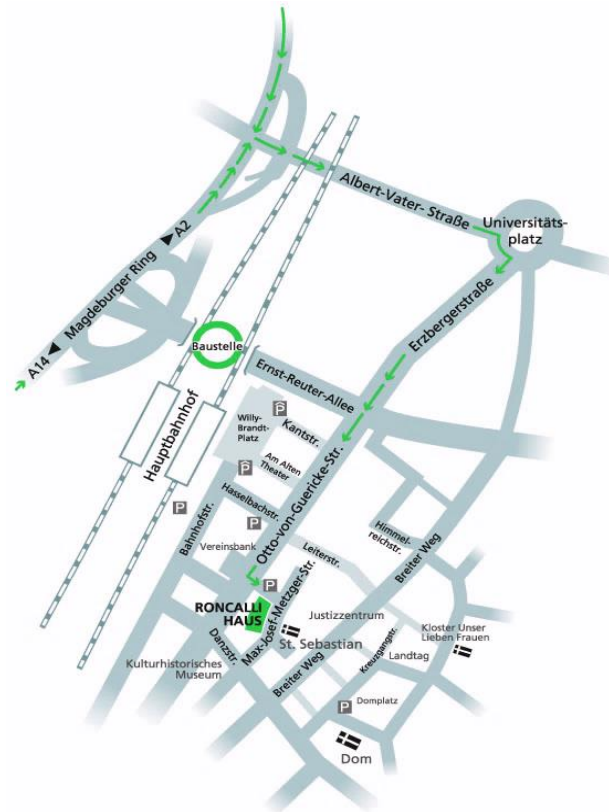 Albert-Vater- Straße
Universitäts-
platz
A2
Magdeburger Ring
A14
Erzbergerstraße
Baustelle
Ernst-Reuter-Allee
Hauptbahnhof
Willy-
Brandt-
Platz
P
Kantstr.
Am Alten
Theater
P
Otto-von-Guericke-Str.
P
Bahnhofstr.
Hasselbachstr.
P
Vereinsbank
Himmel-
reichstr.
Breiter Weg
Leiterstr.
P
RONCALLI
HAUS
Max-Josef-Metzger-Str.
Justizzentrum
St. Sebastian
Danzstr.
Kulturhistorisches
Museum
Breiter Weg
Kreuzgangstr.
Kloster Unser
Lieben Frauen
Landtag
P
Domplatz
Dom